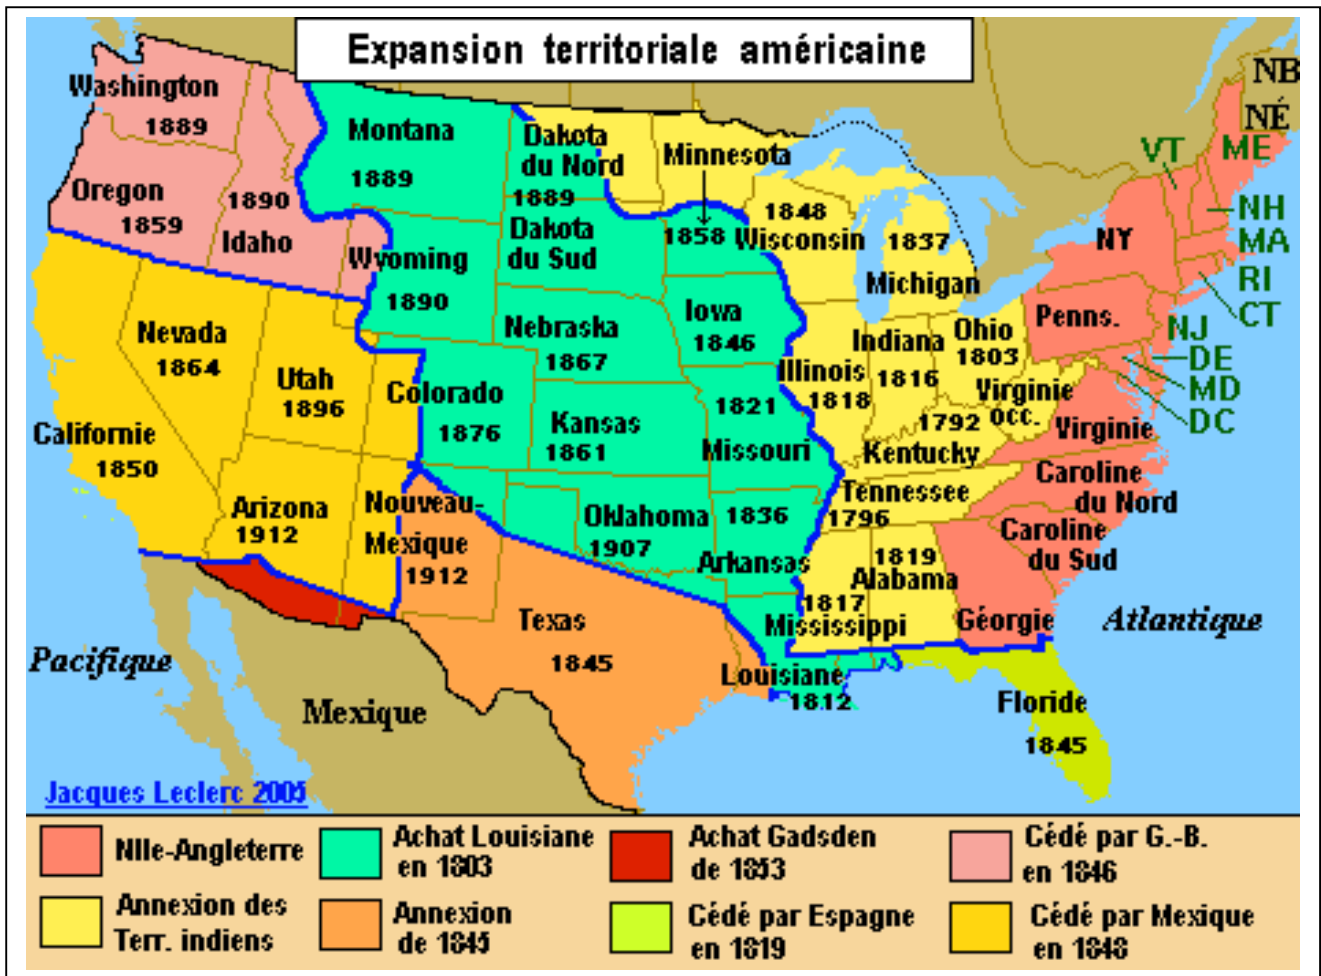 Expansion territoriale américaine
NB
NÉ
Washington
1889
Montana
1889
Dakota
du Nord
1889
Minnesota
1858
VT
ME
Oregon
1859
1890
Idaho
Wyoming
1890
Dakota
du Sud
1848
Wisconsin
1837
Michigan
NY
NH
MA
RI
CT
Nevada
1864
Utah
1896
Nebraska
1867
Iowa
1846
Illinois
1818
Indiana
1816
Ohio
1803
Penns.
NJ
DE
MD
DC
Californie
1850
Colorado
1876
Kansas
1861
1821
Missouri
1792
Kentucky
Virginie
occ.
Virginie
Arizona
1912
Nouveau-
Mexique
1912
Oklahoma
1907
1836
Arkansas
Tennessee
1796
Caroline
du Nord
Caroline
du Sud
1819
Alabama
1817
Mississippi
Géorgie
Atlantique
Pacifique
Texas
1845
Louisiane
1812
Floride
1845
Mexique
Jacques Leclerc 2005
Nlle-Angleterre
Achat Louisiane
en 1803
Achat Gadsden
de 1853
Cédé par G.-B.
en 1846
Annexion des
Terr. indiens
Annexion
de 1845
Cédé par Espagne
en 1819
Cédé par Mexique
en 1848